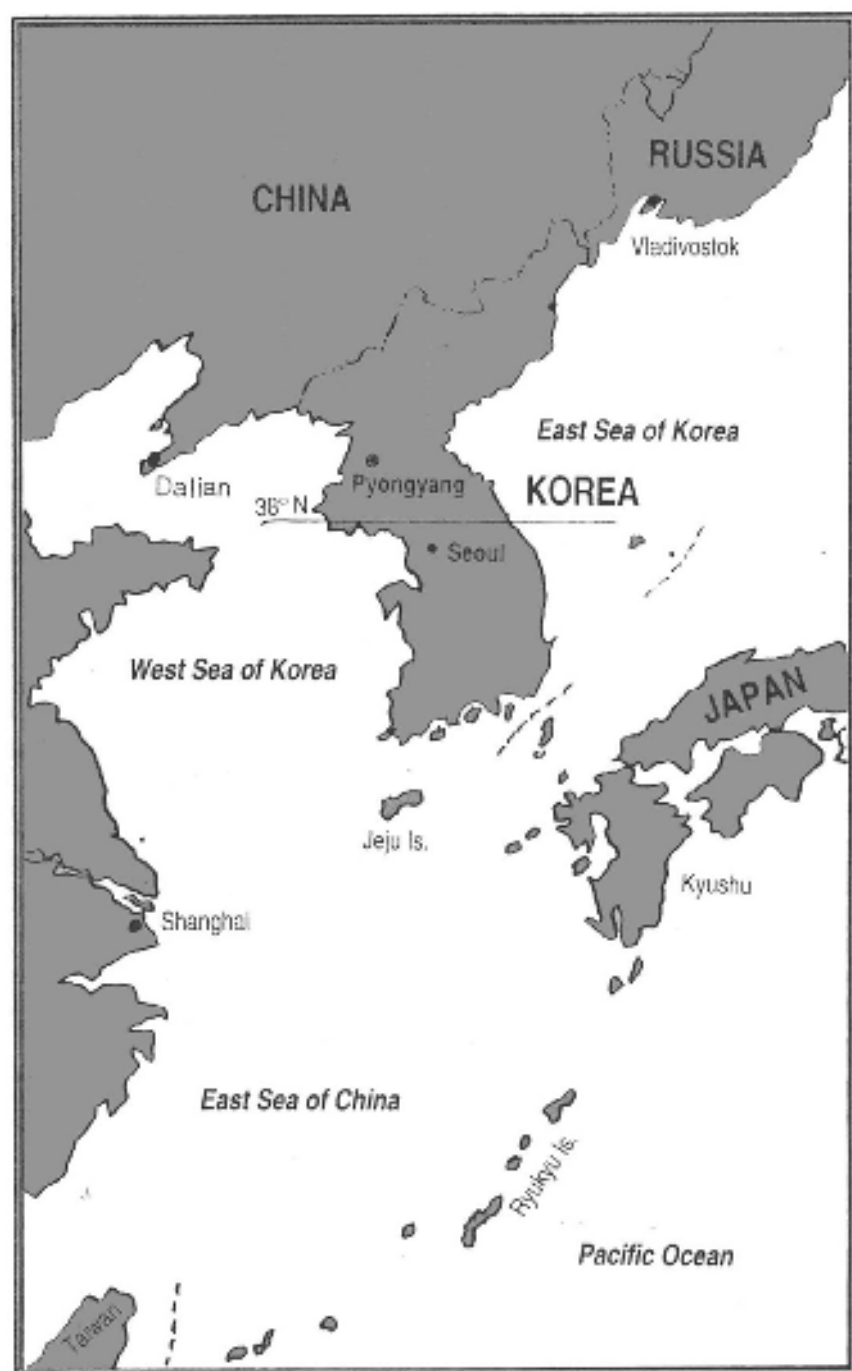 RUSSIA
CHINA
Vladivostok
East Sea of Korea
Dalian
Pyongyang
KOREA
38° N
Seoul
West Sea of Korea
JAPAN
Jeju Is.
Kyushu
Shanghai
East Sea of China
Ryukyu Is.
Pacific Ocean
Taiwan